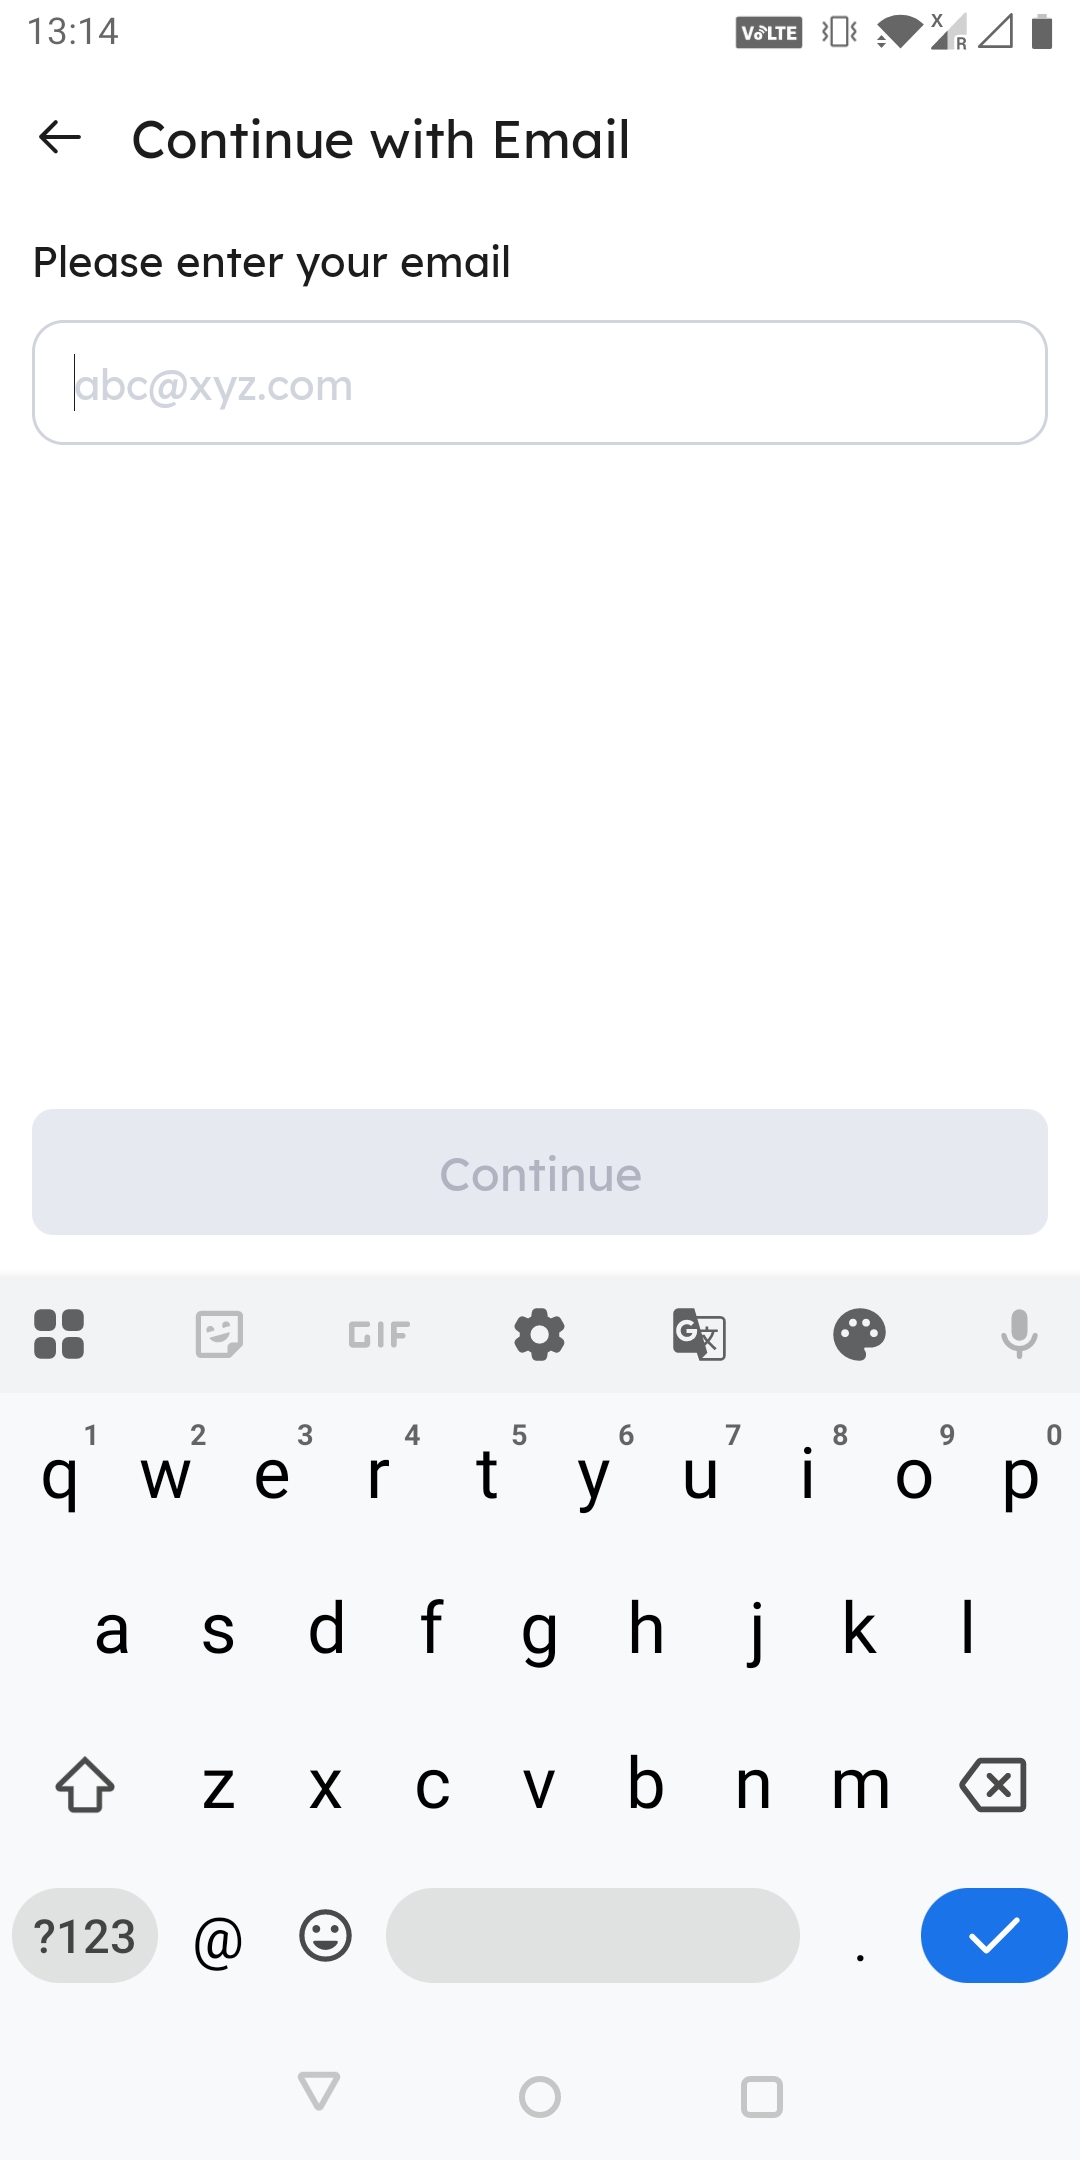 13:14 VoLTE X R
Continue with Email
Please enter your email
abc@xyz.com
Continue
GIF G 文
1 2 3 4 5 6 7 8 9 0
q w e r t y u i o p
a s d f g h j k l
z x c v b n m
?123 @ .